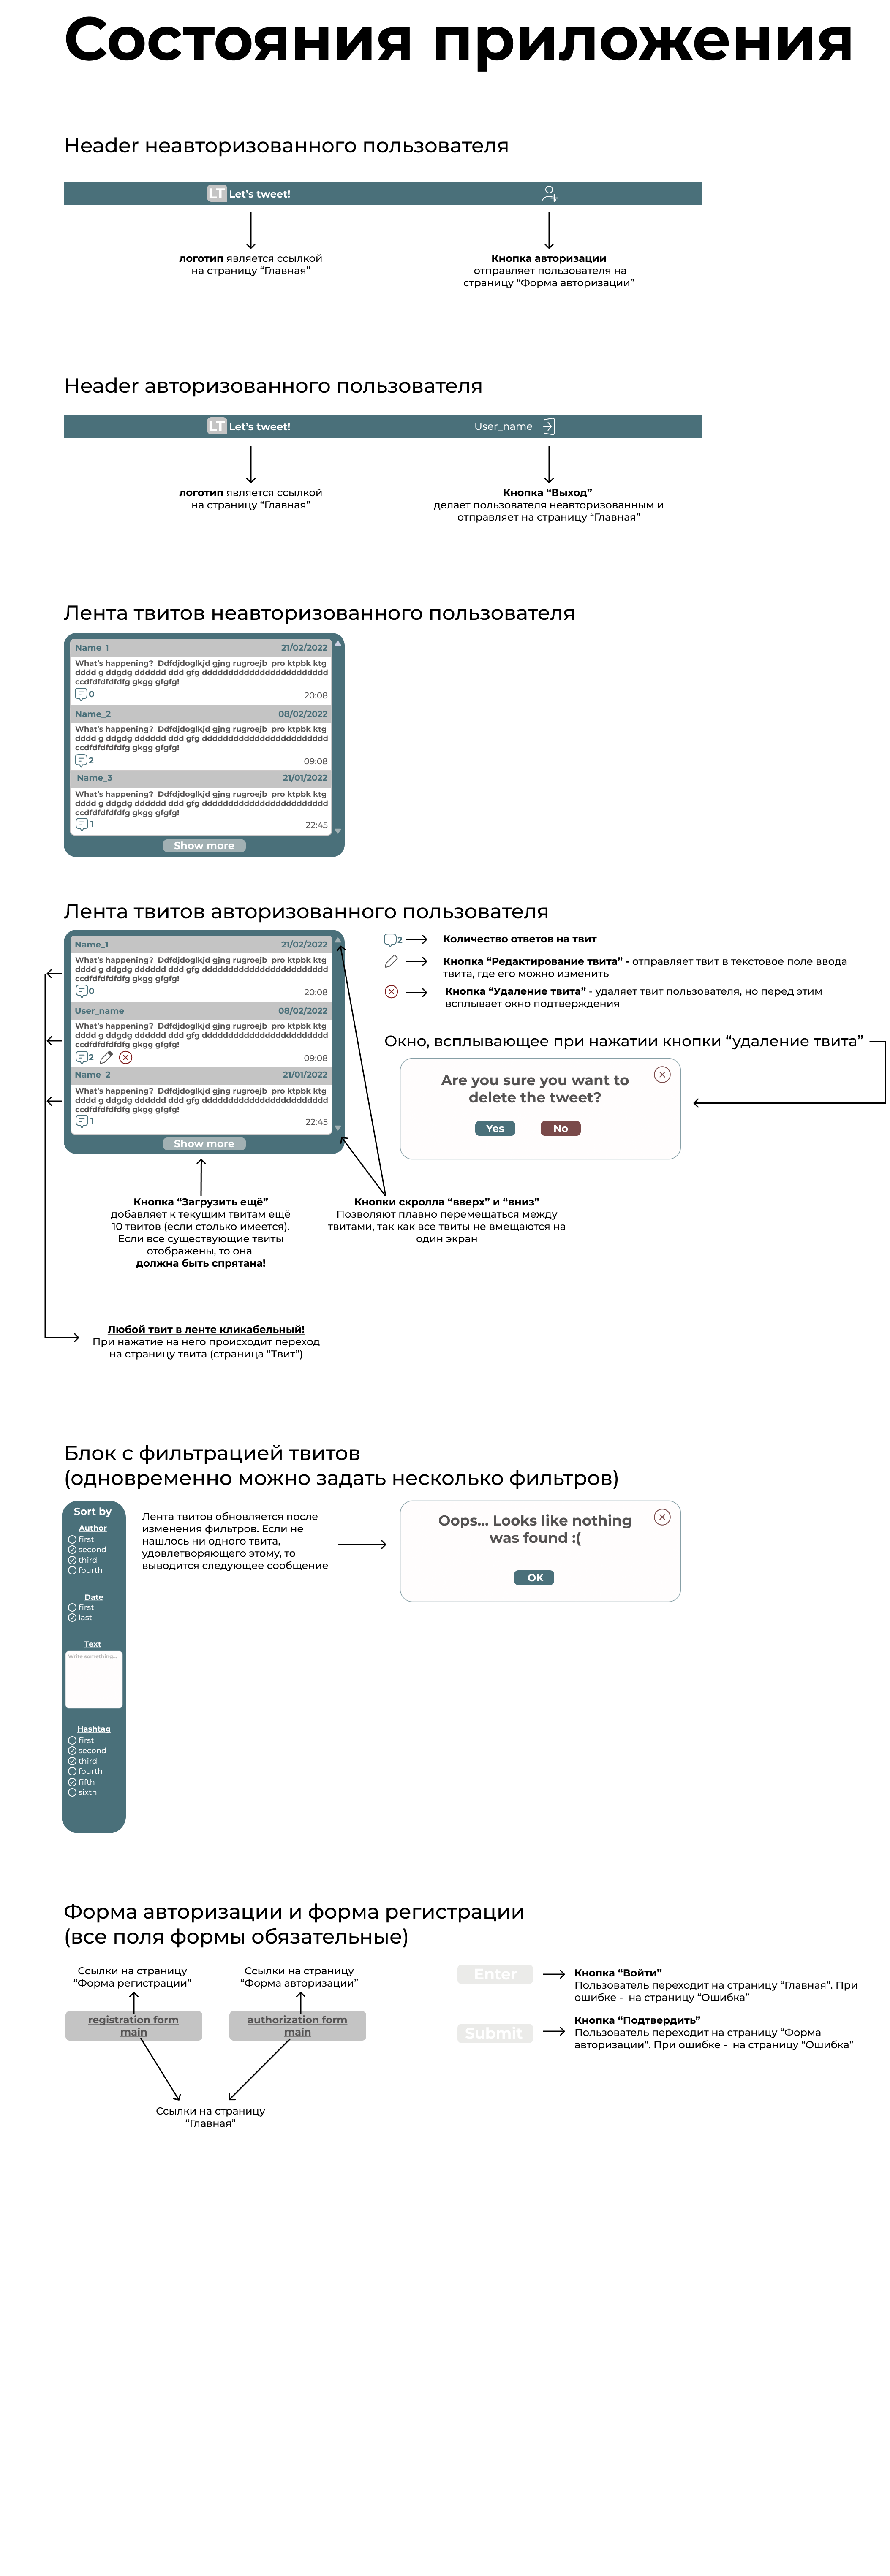 Состояния приложения
Header неавторизованного пользователя
LT Let’s tweet!
логотип является ссылкой
на страницу “Главная”
Кнопка авторизации
отправляет пользователя на
страницу “Форма авторизации”
Header авторизованного пользователя
LT Let’s tweet!
User_name
логотип является ссылкой
на страницу “Главная”
Кнопка “Выход”
делает пользователя неавторизованным и
отправляет на страницу “Главная”
Лента твитов неавторизованного пользователя
Name_1 21/02/2022
What’s happening? Ddfdjdoglkjd gjng rugroejb pro ktpbk ktg
dddd g ddgdg dddddd ddd gfg dddddddddddddddddddddddd
ccdfdfdfdfdfg gkgg gfgfg!
0 20:08
Name_2 08/02/2022
What’s happening? Ddfdjdoglkjd gjng rugroejb pro ktpbk ktg
dddd g ddgdg dddddd ddd gfg dddddddddddddddddddddddd
ccdfdfdfdfdfg gkgg gfgfg!
2 09:08
Name_3 21/01/2022
What’s happening? Ddfdjdoglkjd gjng rugroejb pro ktpbk ktg
dddd g ddgdg dddddd ddd gfg dddddddddddddddddddddddd
ccdfdfdfdfdfg gkgg gfgfg!
1 22:45
Show more
Лента твитов авторизованного пользователя
Name_1 21/02/2022
What’s happening? Ddfdjdoglkjd gjng rugroejb pro ktpbk ktg
dddd g ddgdg dddddd ddd gfg dddddddddddddddddddddddd
ccdfdfdfdfdfg gkgg gfgfg!
0 20:08
User_name 08/02/2022
What’s happening? Ddfdjdoglkjd gjng rugroejb pro ktpbk ktg
dddd g ddgdg dddddd ddd gfg dddddddddddddddddddddddd
ccdfdfdfdfdfg gkgg gfgfg!
2 09:08
Name_2 21/01/2022
What’s happening? Ddfdjdoglkjd gjng rugroejb pro ktpbk ktg
dddd g ddgdg dddddd ddd gfg dddddddddddddddddddddddd
ccdfdfdfdfdfg gkgg gfgfg!
1 22:45
Show more
2 Количество ответов на твит
Кнопка “Редактирование твита” - отправляет твит в текстовое поле ввода
твита, где его можно изменить
Кнопка “Удаление твита” - удаляет твит пользователя, но перед этим
всплывает окно подтверждения
Окно, всплывающее при нажатии кнопки “удаление твита”
Are you sure you want to
delete the tweet?
Yes No
Кнопка “Загрузить ещё”
добавляет к текущим твитам ещё
10 твитов (если столько имеется).
Если все существующие твиты
отображены, то она
должна быть спрятана!
Кнопки скролла “вверх” и “вниз”
Позволяют плавно перемещаться между
твитами, так как все твиты не вмещаются на
один экран
Любой твит в ленте кликабельный!
При нажатие на него происходит переход
на страницу твита (страница “Твит”)
Блок с фильтрацией твитов
(одновременно можно задать несколько фильтров)
Sort by
Author
first
second
third
fourth
Date
first
last
Text
Write something...
Hashtag
first
second
third
fourth
fifth
sixth
Лента твитов обновляется после
изменения фильтров. Если не
нашлось ни одного твита,
удовлетворяющего этому, то
выводится следующее сообщение
Oops... Looks like nothing
was found :(
OK
Форма авторизации и форма регистрации
(все поля формы обязательные)
Ссылки на страницу
“Форма регистрации”
Ссылки на страницу
“Форма авторизации”
registration form
main
authorization form
main
Ссылки на страницу
“Главная”
Enter
Кнопка “Войти”
Пользователь переходит на страницу “Главная”. При
ошибке - на страницу “Ошибка”
Submit
Кнопка “Подтвердить”
Пользователь переходит на страницу “Форма
авторизации”. При ошибке - на страницу “Ошибка”